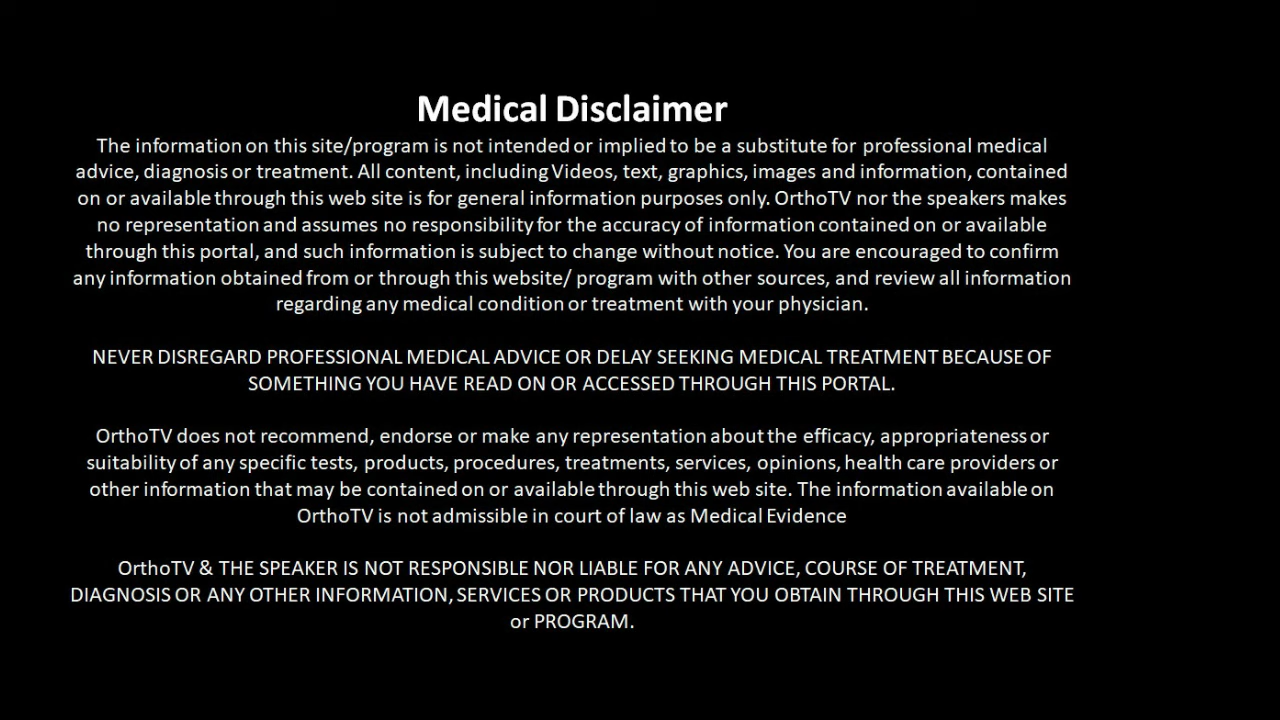 Medical Disclaimer
The information on this site/program is not intended or implied to be a substitute for professional medical
advice, diagnosis or treatment. All content, including Videos, text, graphics, images and information, contained
on or available through this web site is for general information purposes only. OrthoTV nor the speakers makes
no representation and assumes no responsibility for the accuracy of information contained on or available
through this portal, and such information is subject to change without notice. You are encouraged to confirm
any information obtained from or through this website/ program with other sources, and review all information
regarding any medical condition or treatment with your physician.
NEVER DISREGARD PROFESSIONAL MEDICAL ADVICE OR DELAY SEEKING MEDICAL TREATMENT BECAUSE OF
SOMETHING YOU HAVE READ ON OR ACCESSED THROUGH THIS PORTAL.
OrthoTV does not recommend, endorse or make any representation about the efficacy, appropriateness or
suitability of any specific tests, products, procedures, treatments, services, opinions, health care providers or
other information that may be contained on or available through this web site. The information available on
OrthoTV is not admissible in court of law as Medical Evidence
OrthoTV & THE SPEAKER IS NOT RESPONSIBLE NOR LIABLE FOR ANY ADVICE, COURSE OF TREATMENT,
DIAGNOSIS OR ANY OTHER INFORMATION, SERVICES OR PRODUCTS THAT YOU OBTAIN THROUGH THIS WEB SITE
or PROGRAM.